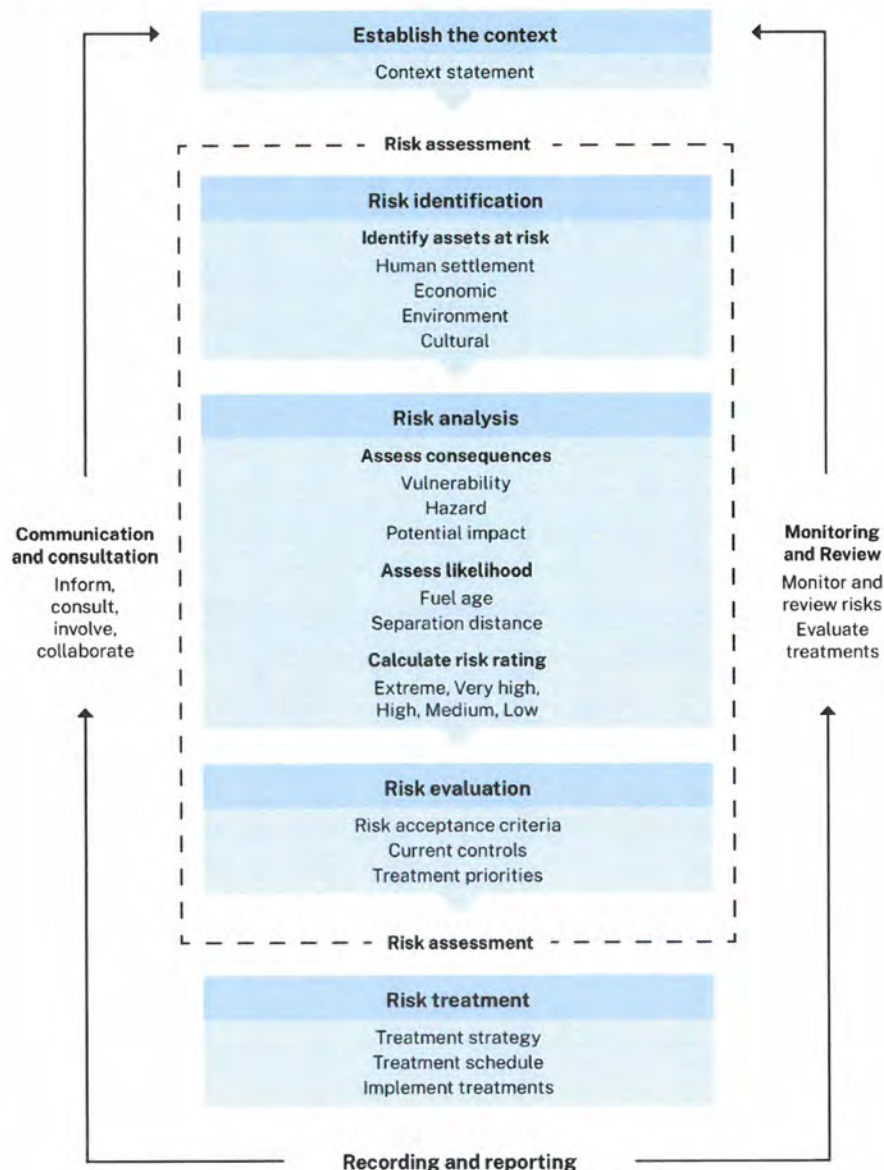 Establish the context
Context statement
Risk assessment
Risk identification
Identify assets at risk
Human settlement
Economic
Environment
Cultural
Risk analysis
Assess consequences
Vulnerability
Hazard
Potential impact
Assess likelihood
Fuel age
Separation distance
Calculate risk rating
Extreme, Very high,
High, Medium, Low
Communication
and consultation
Inform,
consult,
involve,
collaborate
Monitoring
and Review
Monitor and
review risks
Evaluate
treatments
Risk evaluation
Risk acceptance criteria
Current controls
Treatment priorities
Risk assessment
Risk treatment
Treatment strategy
Treatment schedule
Implement treatments
Recording and reporting